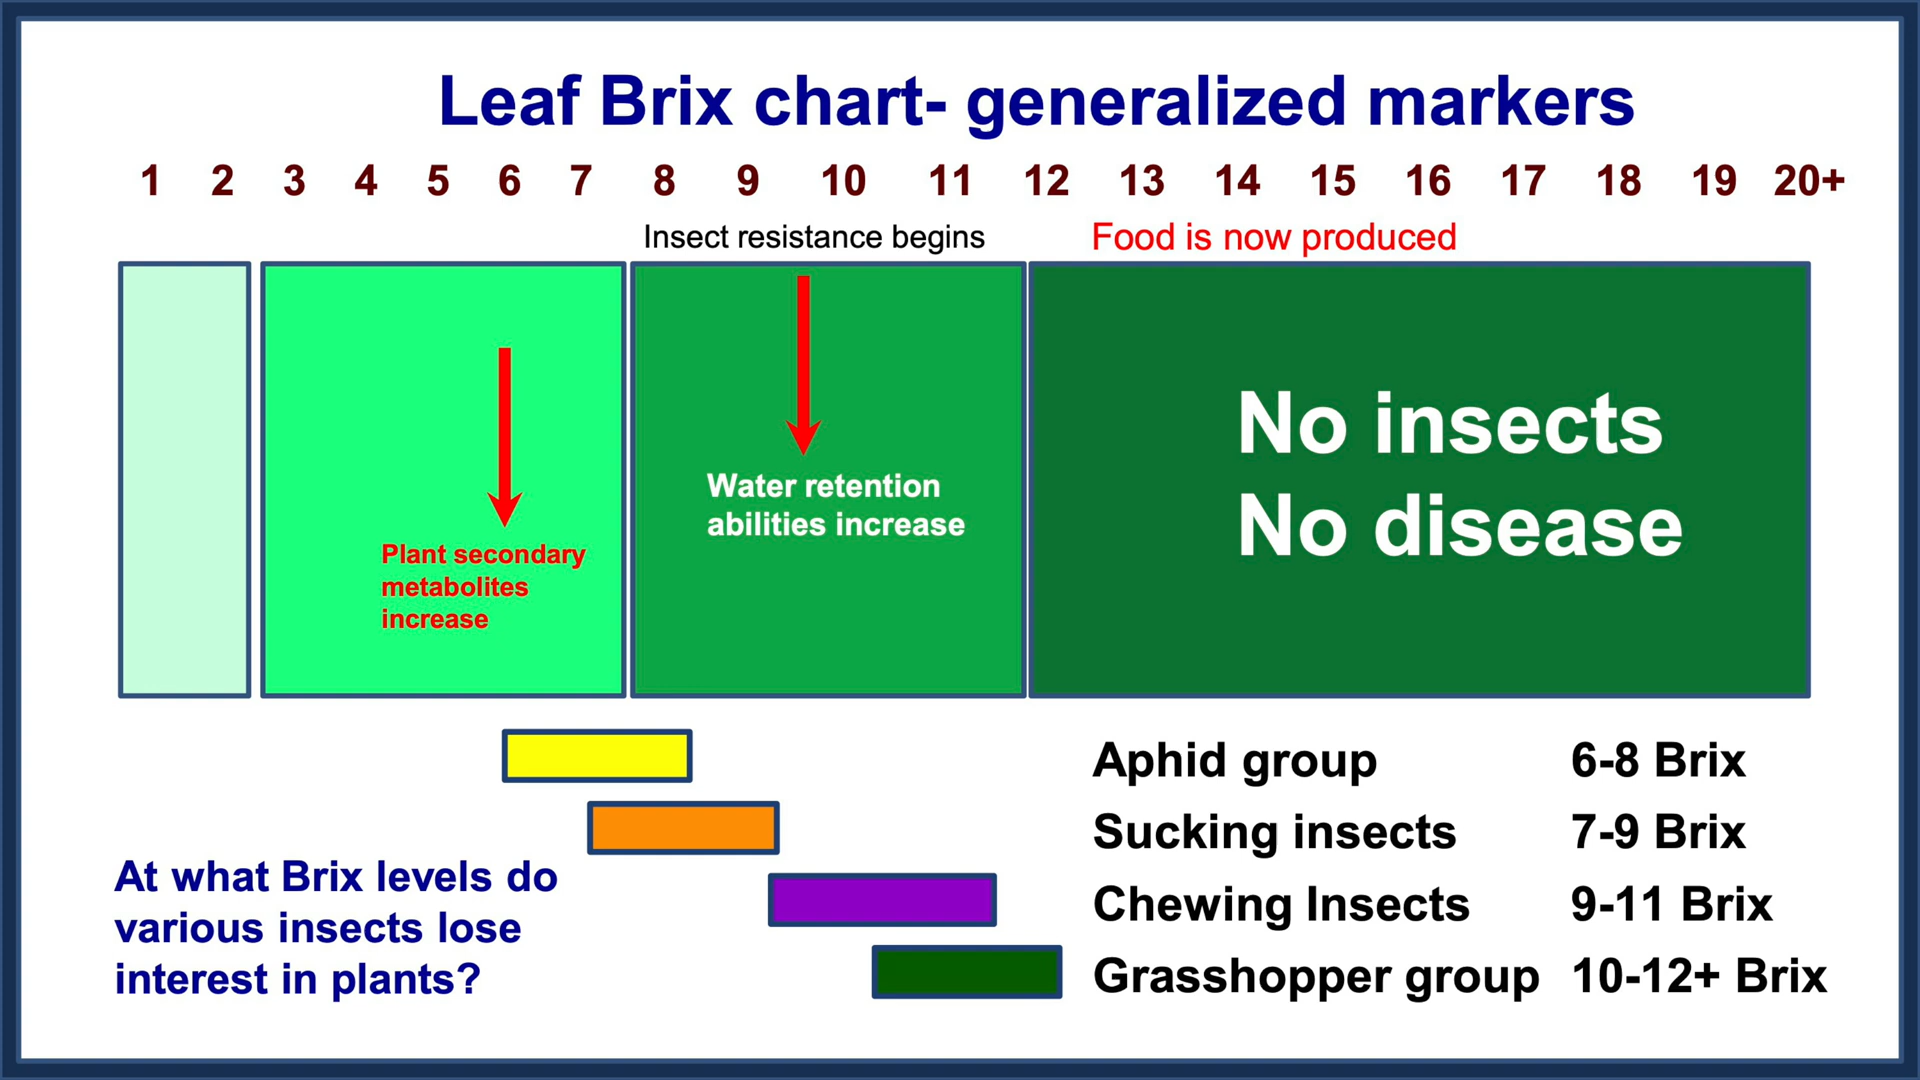 Leaf Brix chart- generalized markers
1 2 3 4 5 6 7 8 9 10 11 12 13 14 15 16 17 18 19 20+
Insect resistance begins
Food is now produced
No insects
No disease
Water retention
abilities increase
Plant secondary
metabolites
increase
Aphid group 6-8 Brix
Sucking insects 7-9 Brix
Chewing Insects 9-11 Brix
Grasshopper group 10-12+ Brix
At what Brix levels do
various insects lose
interest in plants?